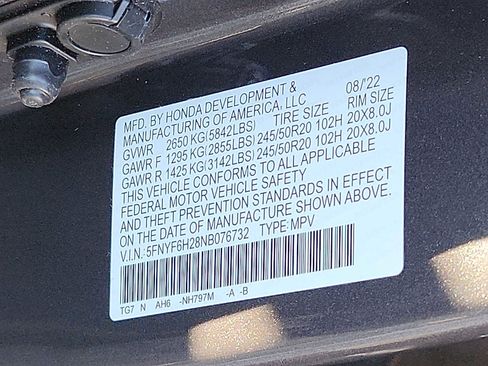 MFD. BY HONDA DEVELOPMENT &
MANUFACTURING OF AMERICA, LLC 08/'22
GVWR 2650 KG(5842LBS) TIRE SIZE RIM SIZE
GAWR F 1295 KG(2855LBS) 245/50R20 102H 20X8.0J
GAWR R 1425 KG(3142LBS) 245/50R20 102H 20X8.0J
THIS VEHICLE CONFORMS TO ALL APPLICABLE
FEDERAL MOTOR VEHICLE SAFETY
AND THEFT PREVENTION STANDARDS IN EFFECT
ON THE DATE OF MANUFACTURE SHOWN ABOVE.
V.I.N.: 5FNYF6H28NB076732 TYPE: MPV
TG7 N AH6 -NH797M -A -B